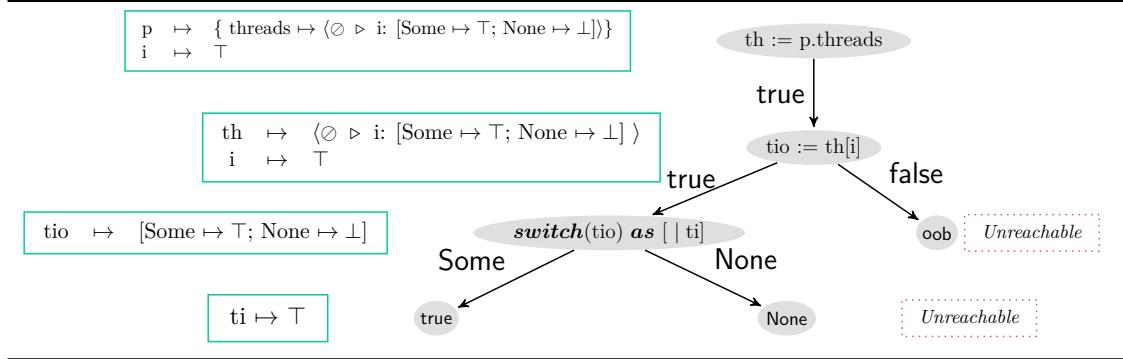 p ↦ { threads ↦ ⟨⊘ ▹ i: [Some ↦ ⊤; None ↦ ⊥]⟩}
i ↦ ⊤
th := p.threads
true
th ↦ ⟨⊘ ▹ i: [Some ↦ ⊤; None ↦ ⊥] ⟩
i ↦ ⊤
tio := th[i]
true
false
tio ↦ [Some ↦ ⊤; None ↦ ⊥]
switch(tio) as [ | ti]
oob
Unreachable
Some
None
ti ↦ ⊤
true
None
Unreachable